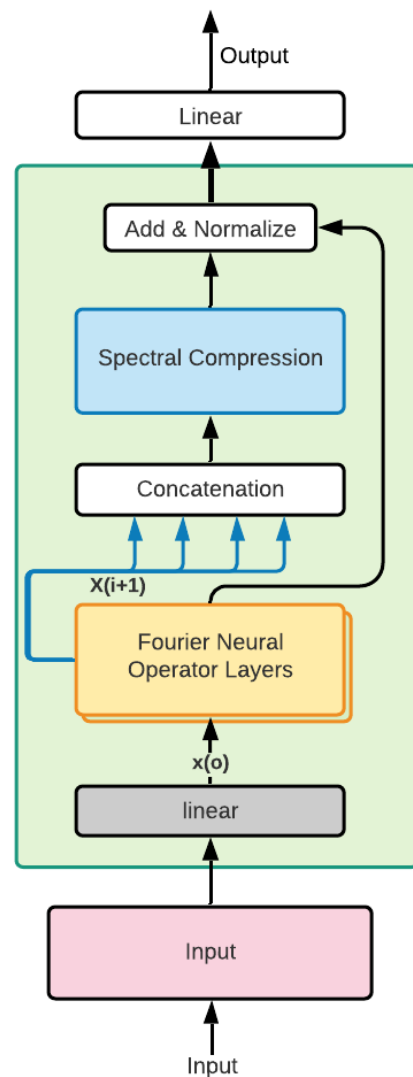 Output
Linear
Add & Normalize
Spectral Compression
Concatenation
X(i+1)
Fourier Neural
Operator Layers
x(o)
linear
Input
Input